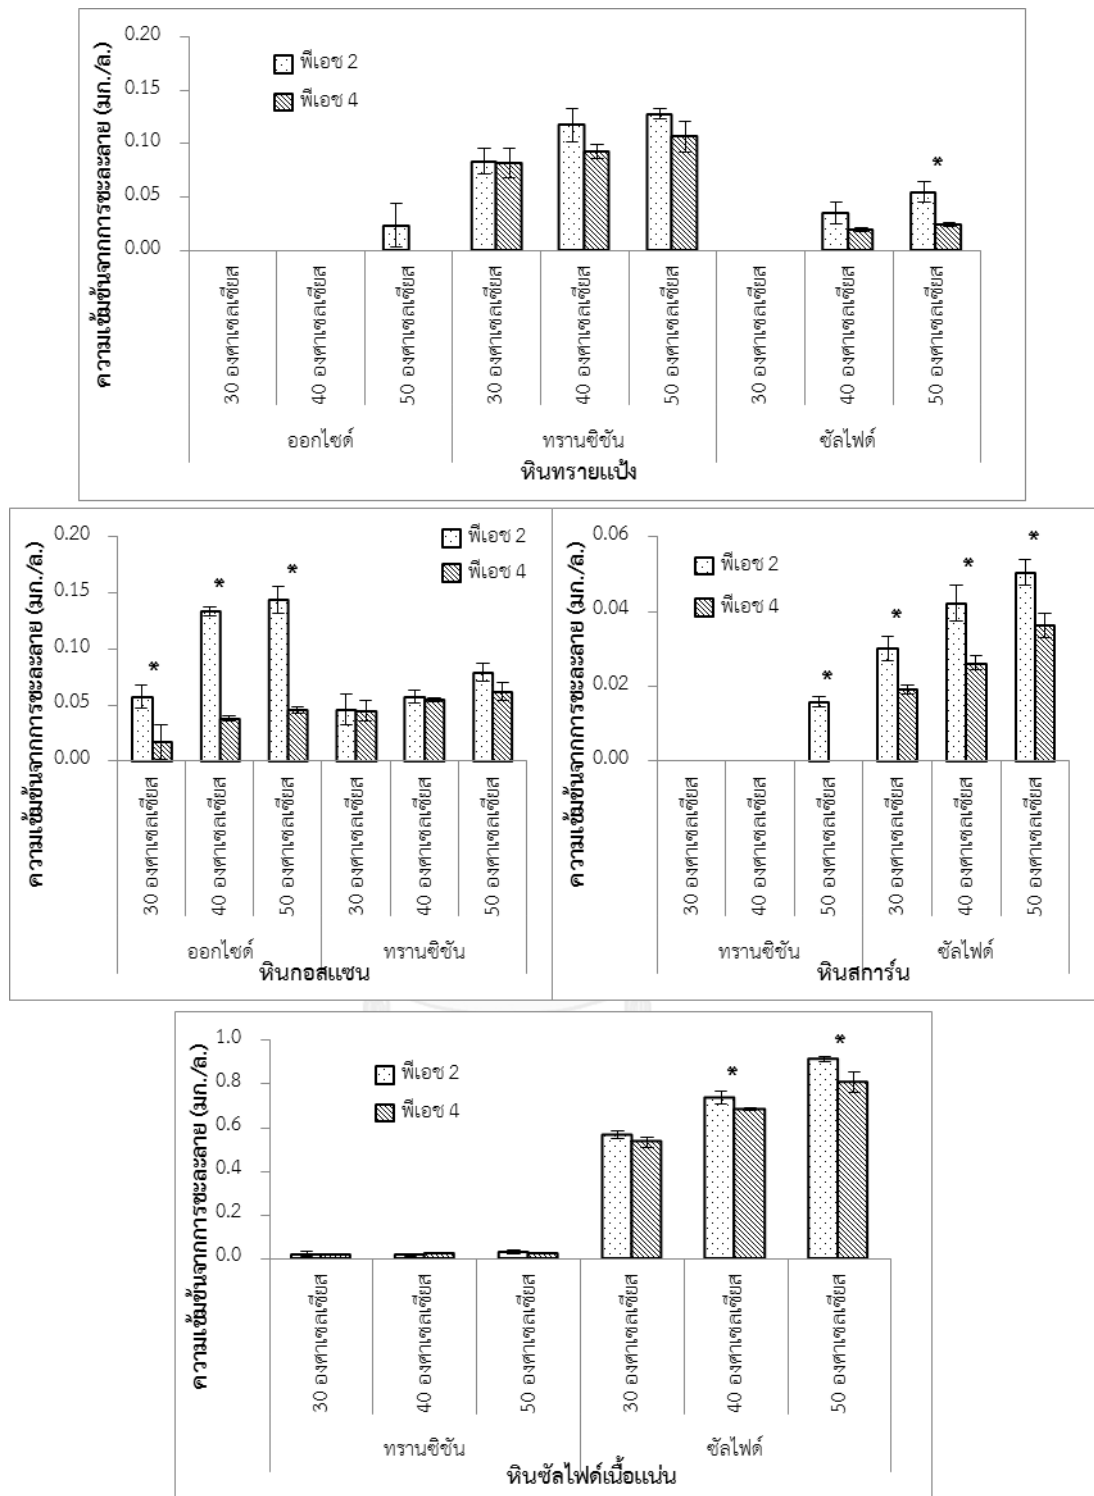 ความเข้มข้นจากการชะละลาย (มก./ล.)
0.20
0.15
0.10
0.05
0.00
พีเอช 2
พีเอช 4
*
30 องศาเซลเซียส
40 องศาเซลเซียส
50 องศาเซลเซียส
30 องศาเซลเซียส
40 องศาเซลเซียส
50 องศาเซลเซียส
30 องศาเซลเซียส
40 องศาเซลเซียส
50 องศาเซลเซียส
ออกไซด์ ทรานซิชัน ซัลไฟด์
หินทรายแป้ง
ความเข้มข้นจากการชะละลาย (มก./ล.)
0.20
0.15
0.10
0.05
0.00
พีเอช 2
พีเอช 4
* * *
30 องศาเซลเซียส
40 องศาเซลเซียส
50 องศาเซลเซียส
30 องศาเซลเซียส
40 องศาเซลเซียส
50 องศาเซลเซียส
ออกไซด์ ทรานซิชัน
หินกอสแซน
ความเข้มข้นจากการชะละลาย (มก./ล.)
0.06
0.04
0.02
0.00
พีเอช 2
พีเอช 4
* * * *
30 องศาเซลเซียส
40 องศาเซลเซียส
50 องศาเซลเซียส
30 องศาเซลเซียส
40 องศาเซลเซียส
50 องศาเซลเซียส
ทรานซิชัน ซัลไฟด์
หินสการ์น
ความเข้มข้นจากการชะละลาย (มก./ล.)
1.0
0.8
0.6
0.4
0.2
0.0
พีเอช 2
พีเอช 4
* *
30 องศาเซลเซียส
40 องศาเซลเซียส
50 องศาเซลเซียส
30 องศาเซลเซียส
40 องศาเซลเซียส
50 องศาเซลเซียส
ทรานซิชัน ซัลไฟด์
หินซัลไฟด์เนื้อแน่น